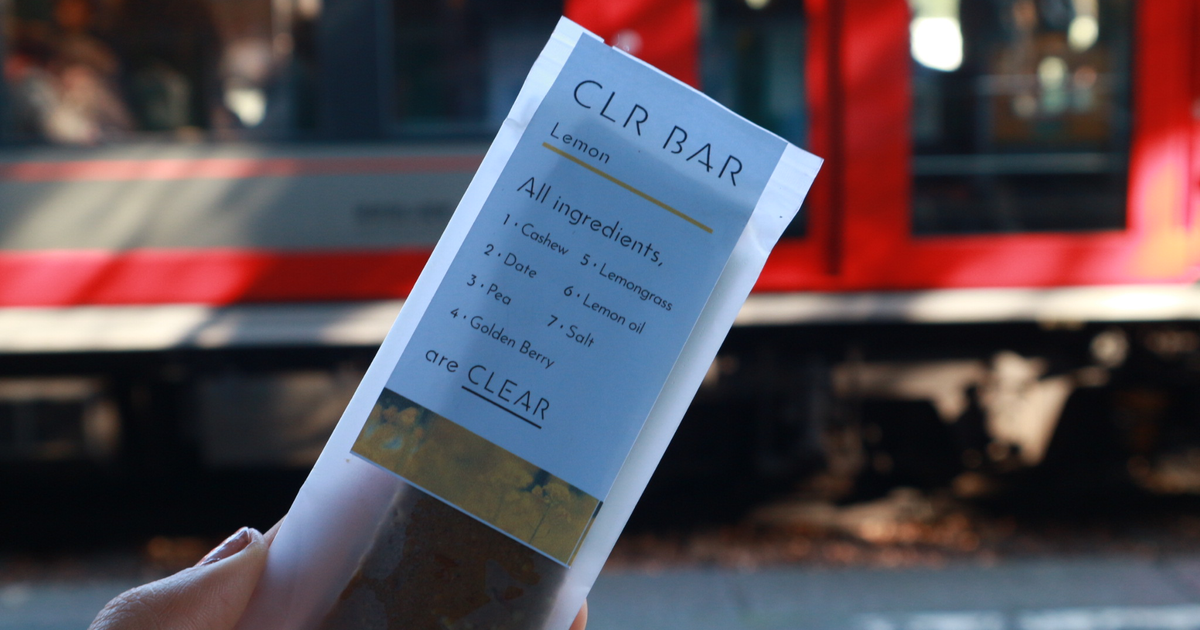 CLR BAR
Lemon
All ingredients,
1 · Cashew
2 · Date
3 · Pea
4 · Golden Berry
5 · Lemongrass
6 · Lemon oil
7 · Salt
are CLEAR